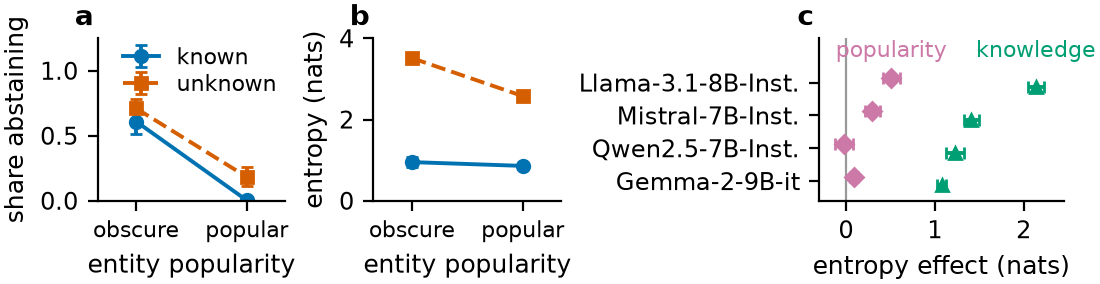 a
share abstaining
1.0
0.5
0.0
known
unknown
obscure popular
entity popularity
b
entropy (nats)
4
2
0
obscure popular
entity popularity
c
popularity knowledge
Llama-3.1-8B-Inst.
Mistral-7B-Inst.
Qwen2.5-7B-Inst.
Gemma-2-9B-it
0 1 2
entropy effect (nats)